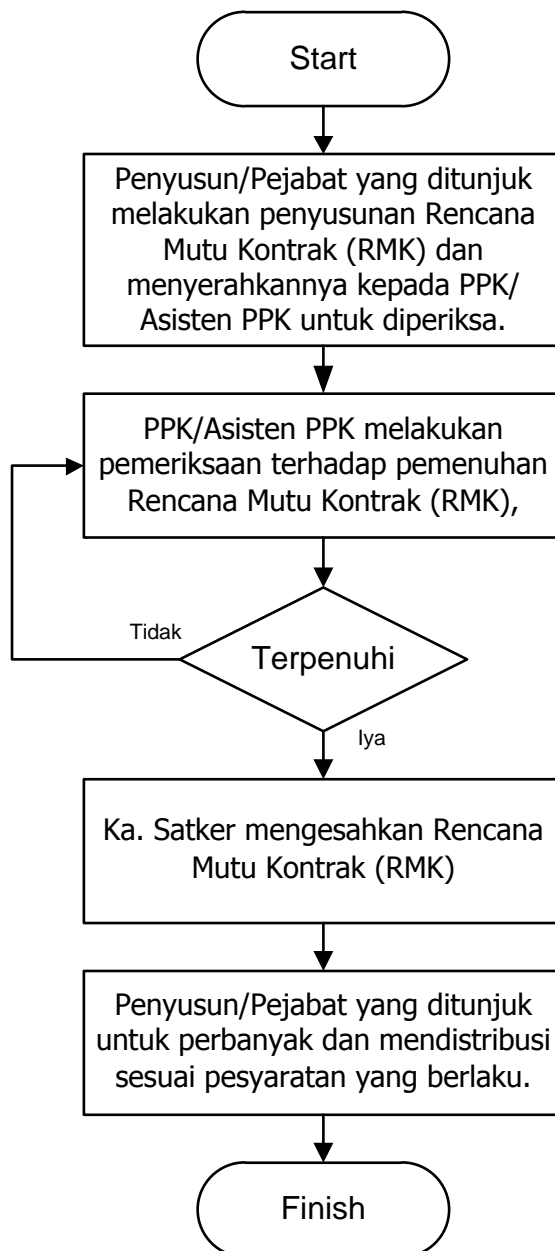 Start
Penyusun/Pejabat yang ditunjuk
melakukan penyusunan Rencana
Mutu Kontrak (RMK) dan
menyerahkannya kepada PPK/
Asisten PPK untuk diperiksa.
PPK/Asisten PPK melakukan
pemeriksaan terhadap pemenuhan
Rencana Mutu Kontrak (RMK),
Tidak
Terpenuhi
Iya
Ka. Satker mengesahkan Rencana
Mutu Kontrak (RMK)
Penyusun/Pejabat yang ditunjuk
untuk perbanyak dan mendistribusi
sesuai pesyaratan yang berlaku.
Finish